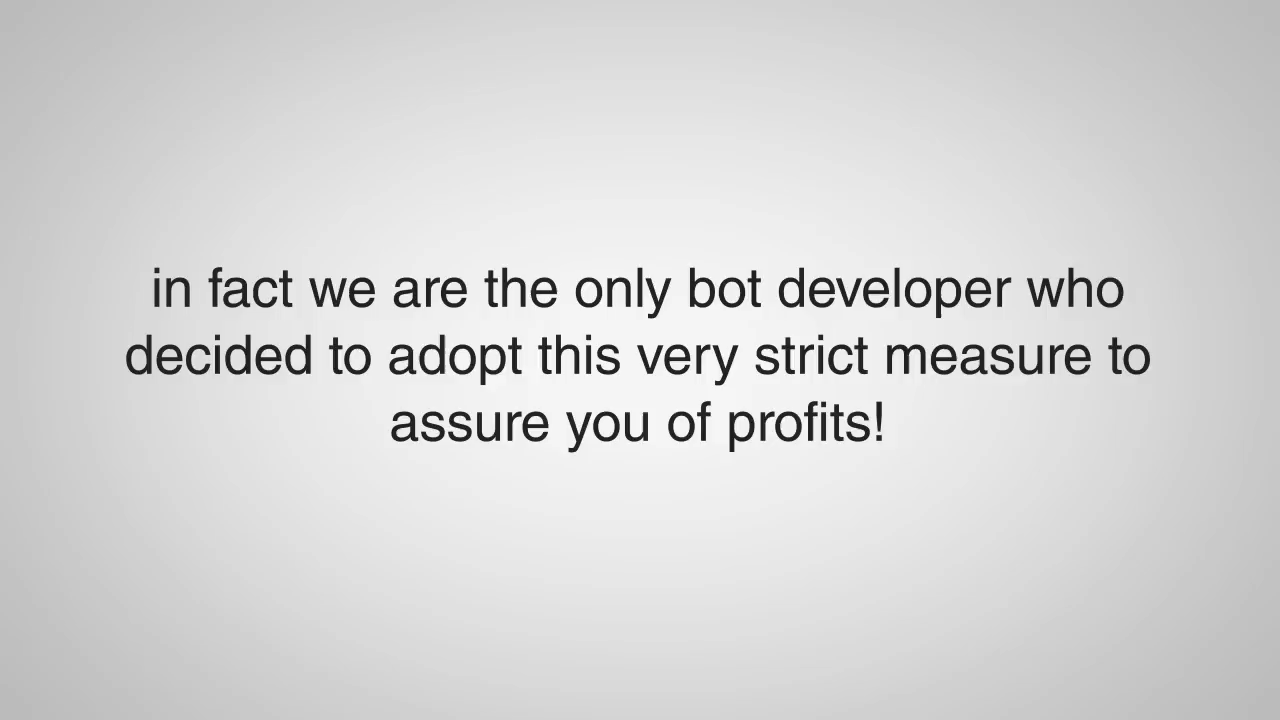 in fact we are the only bot developer who
decided to adopt this very strict measure to
assure you of profits!